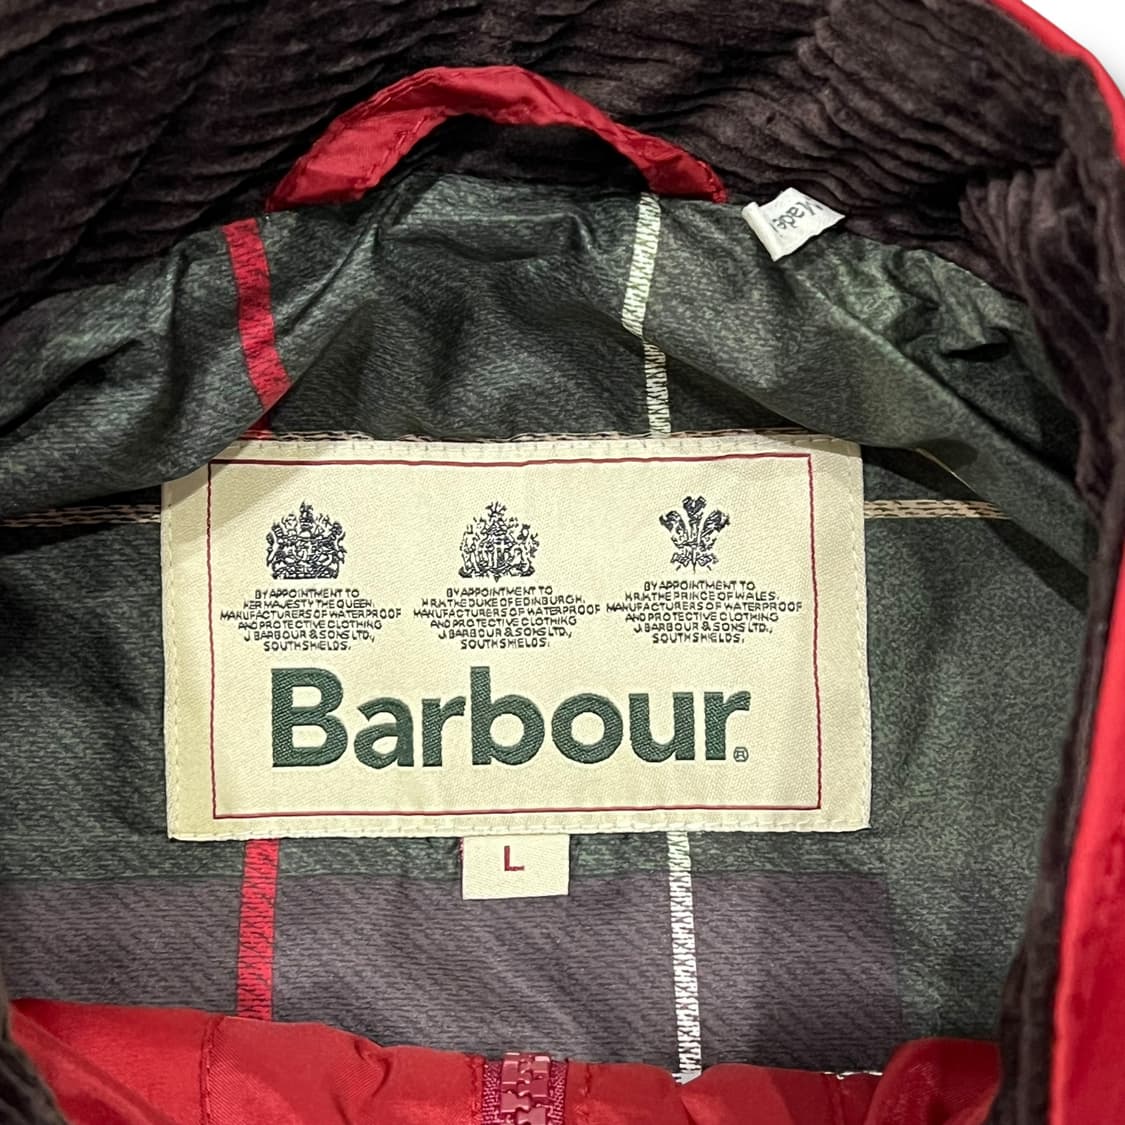 Made
BY APPOINTMENT TO
HER MAJESTY THE QUEEN,
MANUFACTURERS OF WATERPROOF
AND PROTECTIVE CLOTHING
J. BARBOUR & SONS LTD.,
SOUTH SHIELDS.
BY APPOINTMENT TO
H.R.H. THE DUKE OF EDINBURGH,
MANUFACTURERS OF WATERPROOF
AND PROTECTIVE CLOTHING
J. BARBOUR & SONS LTD.,
SOUTH SHIELDS.
BY APPOINTMENT TO
H.R.H. THE PRINCE OF WALES,
MANUFACTURERS OF WATERPROOF
AND PROTECTIVE CLOTHING
J. BARBOUR & SONS LTD.,
SOUTH SHIELDS.
Barbour®
L